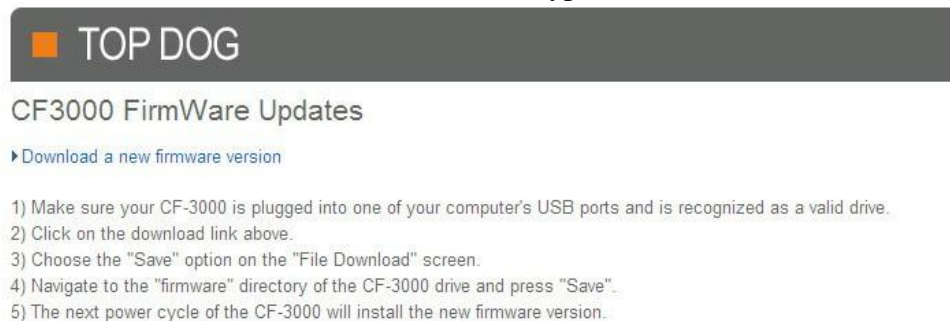 TOP DOG
CF3000 FirmWare Updates
Download a new firmware version
1) Make sure your CF-3000 is plugged into one of your computer's USB ports and is recognized as a valid drive.
2) Click on the download link above.
3) Choose the "Save" option on the "File Download" screen.
4) Navigate to the "firmware" directory of the CF-3000 drive and press "Save".
5) The next power cycle of the CF-3000 will install the new firmware version.